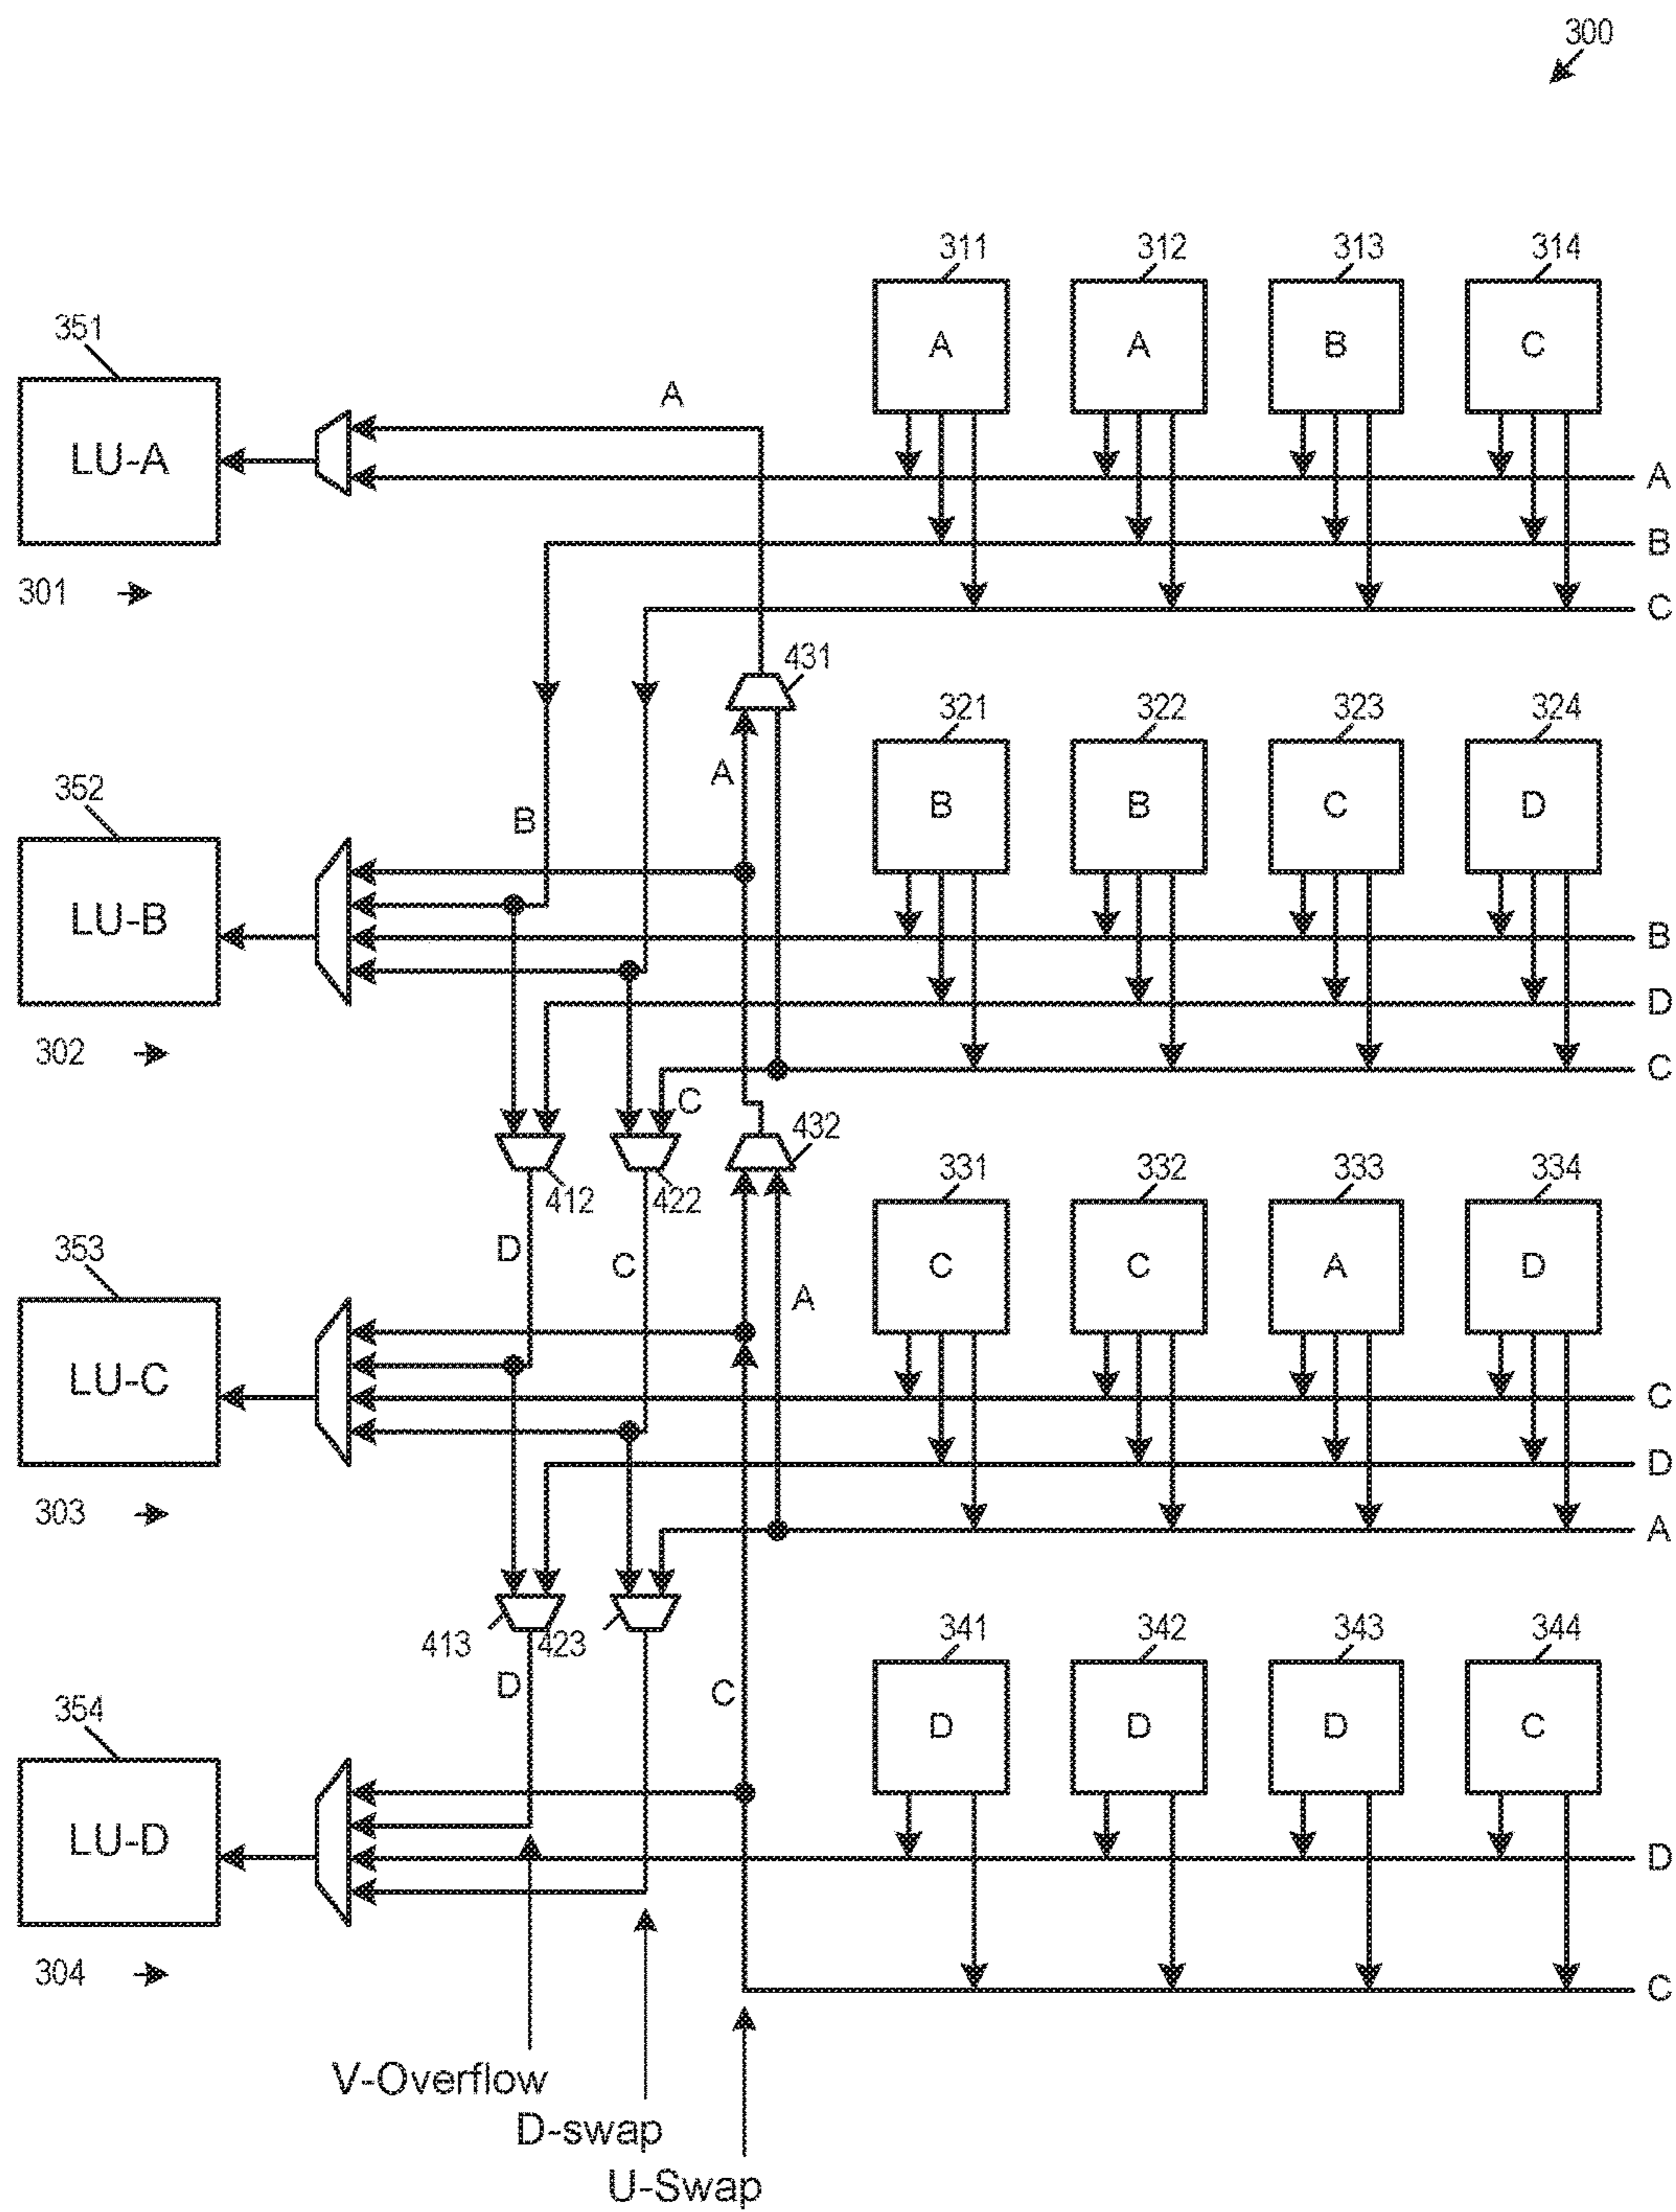 300
311 312 313 314
351
A
A A B C
LU-A
A
B
301
C
431
321 322 323 324
A
352
B
B B C D
LU-B
B
D
302
C
C
432
412 422
331 332 333 334
353
D C
C C A D
A
LU-C
C
D
303
A
413 423
341 342 343 344
D C
354
D D D C
LU-D
D
304
C
V-Overflow
D-swap
U-Swap